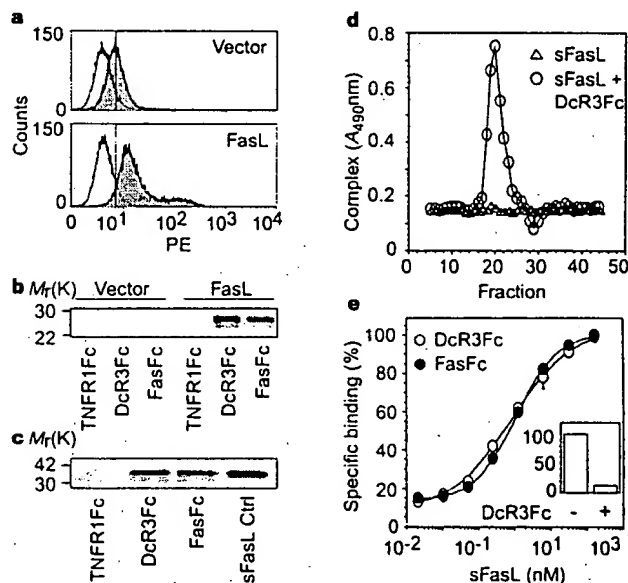 a
150
Vector
0
150
FasL
0
Counts
0 10¹ 10² 10³ 10⁴
PE
b Mr(K) Vector FasL
30
22
TNFR1Fc
DcR3Fc
FasFc
TNFR1Fc
DcR3Fc
FasFc
c Mr(K)
42
30
TNFR1Fc
DcR3Fc
FasFc
sFasL Ctrl
d
Complex (A490nm)
0.8
0.6
0.4
0.2
0
sFasL
sFasL +
DcR3Fc
0 10 20 30 40 50
Fraction
e
Specific binding (%)
100
80
60
40
20
0
DcR3Fc
FasFc
100
50
0
DcR3Fc - +
10⁻² 10⁻¹ 10¹ 10³
sFasL (nM)